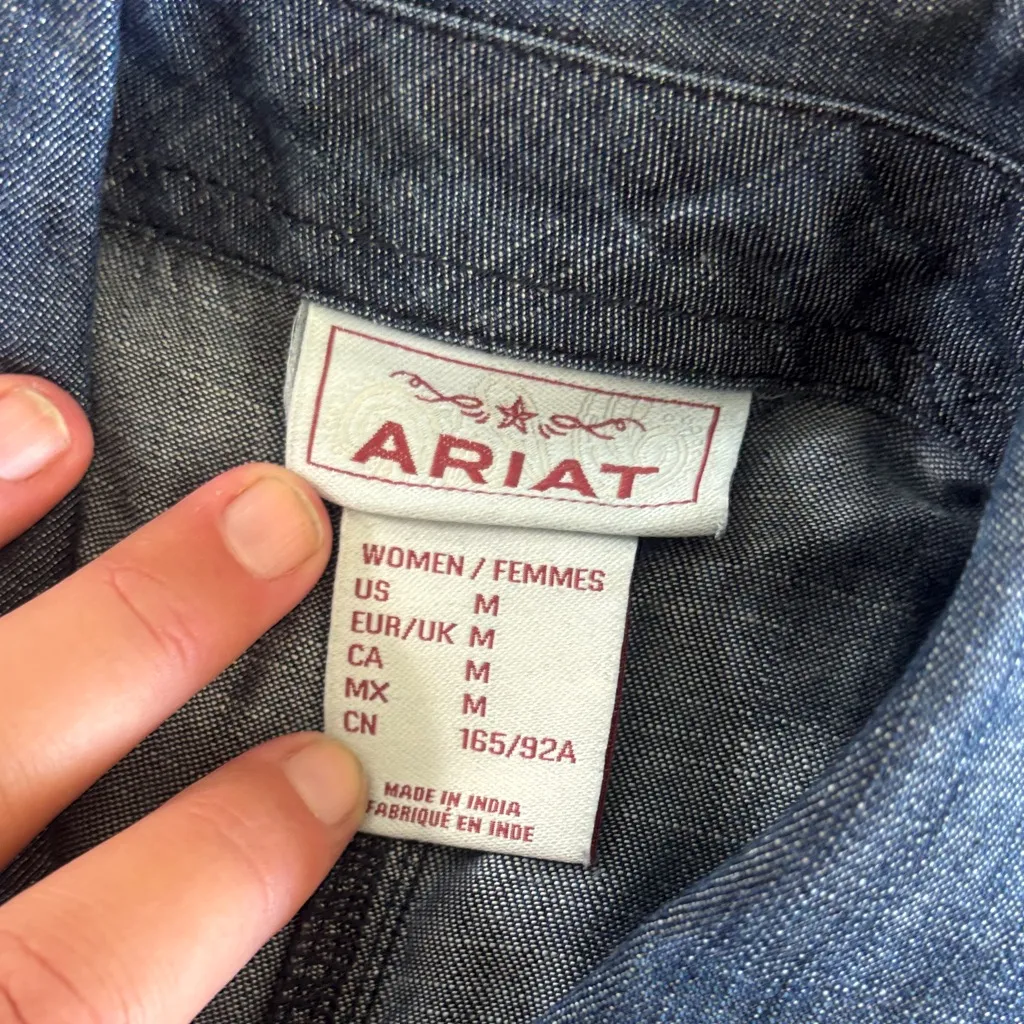 ARIAT
WOMEN / FEMMES
US M
EUR/UK M
CA M
MX M
CN 165/92A
MADE IN INDIA
FABRIQUÉ EN INDE